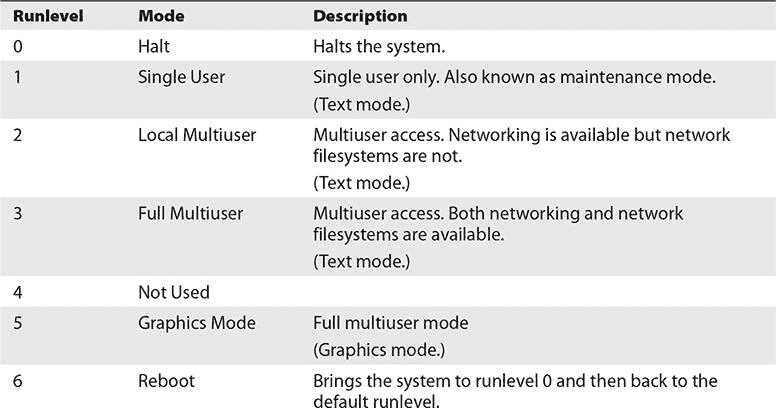 Runlevel Mode Description
0 Halt Halts the system.
1 Single User Single user only. Also known as maintenance mode.
(Text mode.)
2 Local Multiuser Multiuser access. Networking is available but network
filesystems are not.
(Text mode.)
3 Full Multiuser Multiuser access. Both networking and network
filesystems are available.
(Text mode.)
4 Not Used
5 Graphics Mode Full multiuser mode
(Graphics mode.)
6 Reboot Brings the system to runlevel 0 and then back to the
default runlevel.